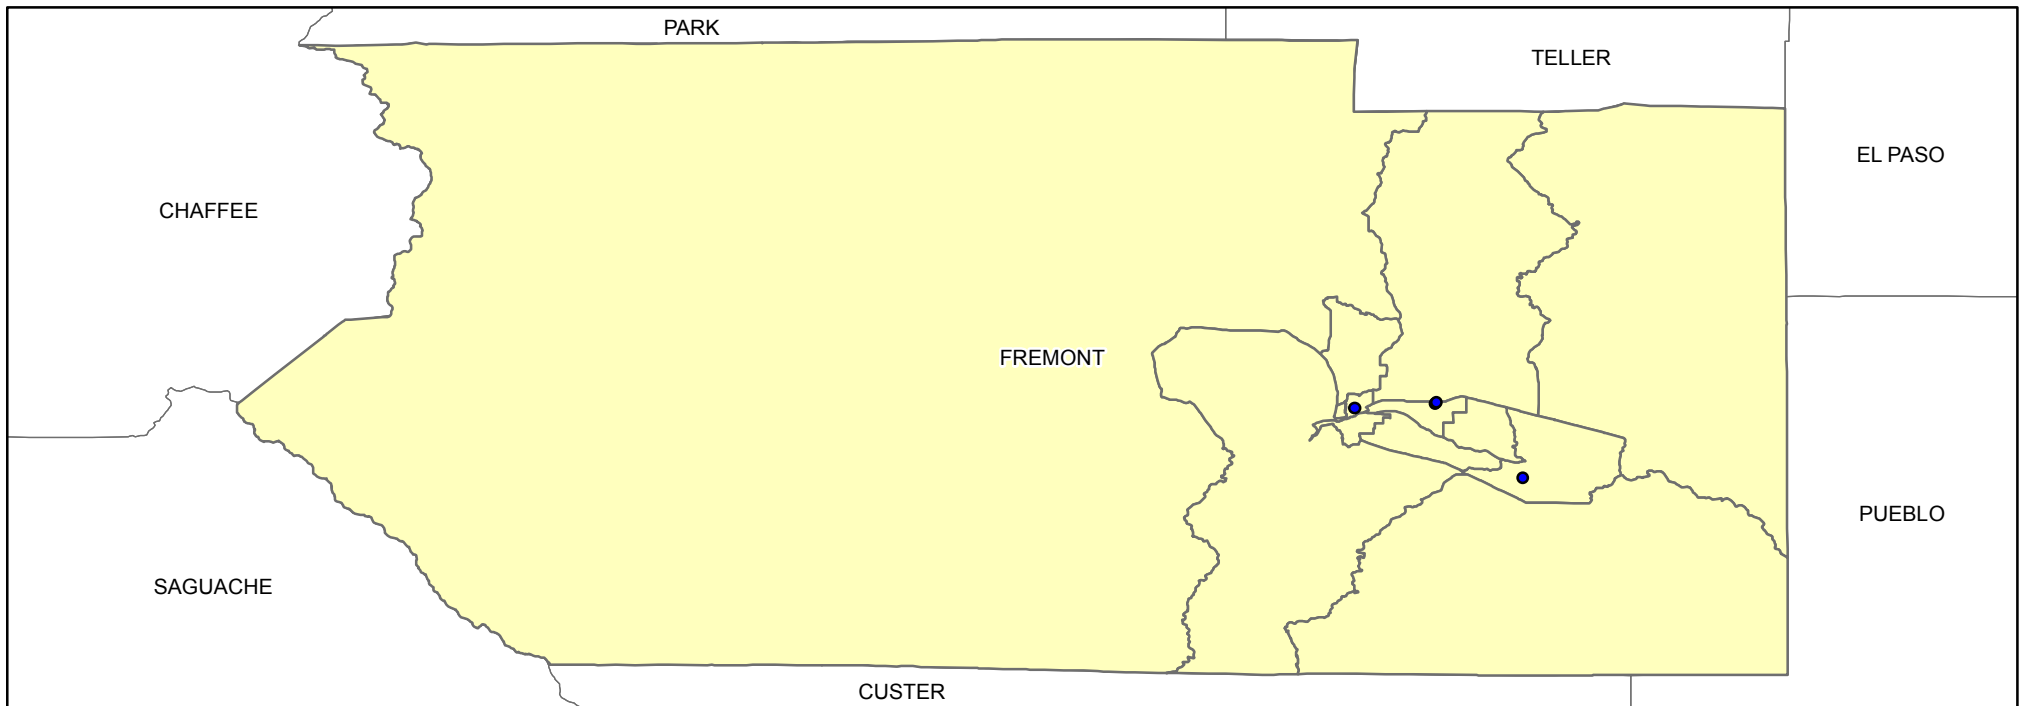 PARK
TELLER
EL PASO
CHAFFEE
FREMONT
PUEBLO
SAGUACHE
CUSTER